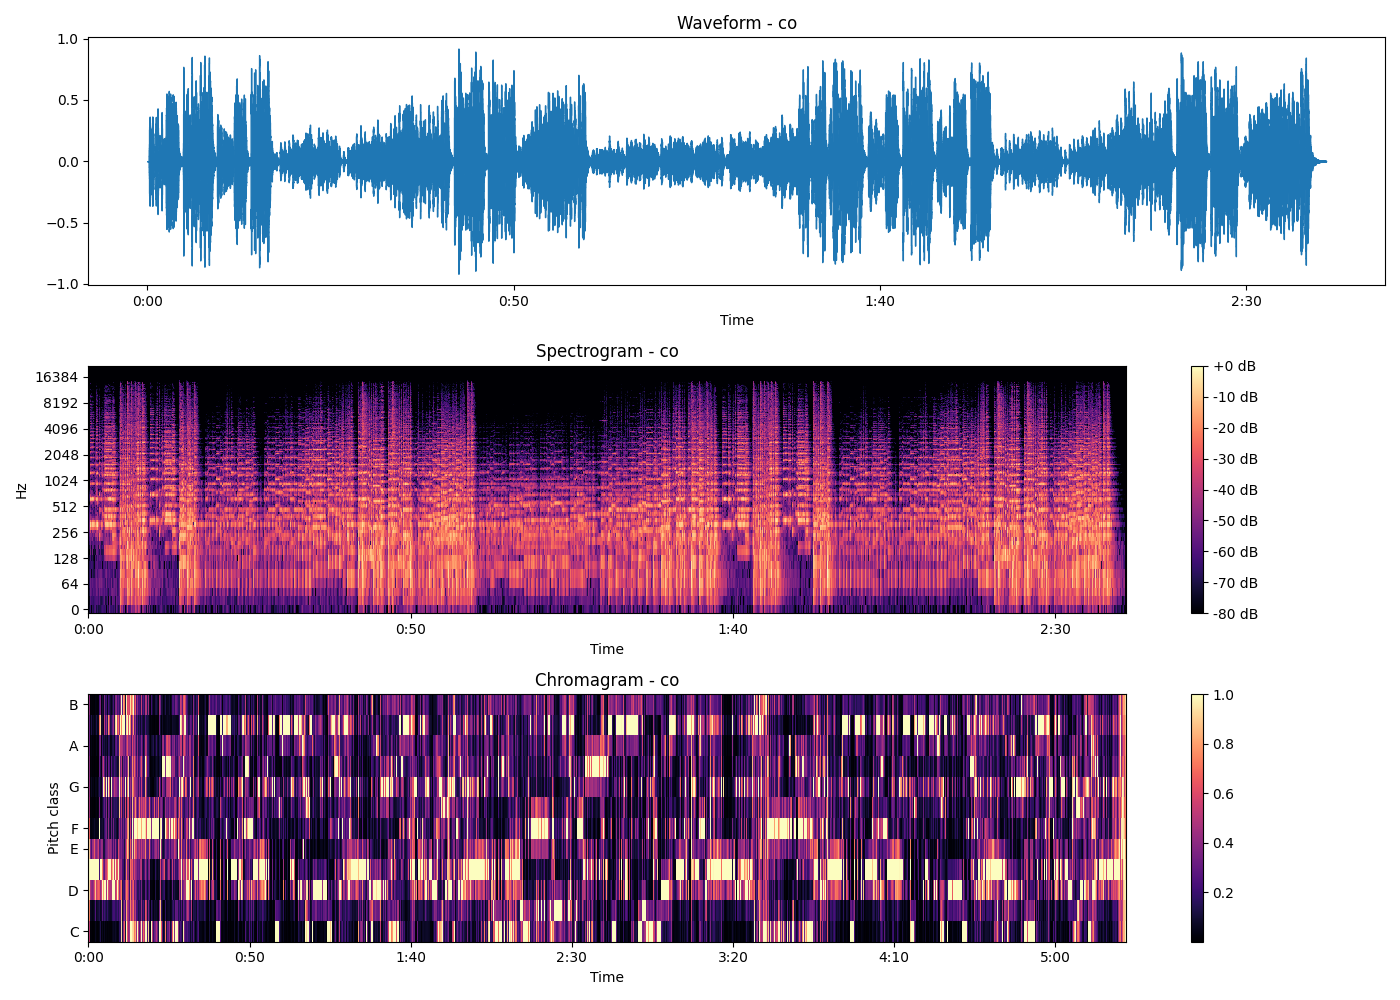 Waveform - co
1.0
0.5
0.0
−0.5
−1.0
0:00 0:50 1:40 2:30
Time
Spectrogram - co
Hz
16384
8192
4096
2048
1024
512
256
128
64
0
0:00 0:50 1:40 2:30
Time
+0 dB
-10 dB
-20 dB
-30 dB
-40 dB
-50 dB
-60 dB
-70 dB
-80 dB
Chromagram - co
Pitch class
B
A
G
F
E
D
C
0:00 0:50 1:40 2:30 3:20 4:10 5:00
Time
1.0
0.8
0.6
0.4
0.2